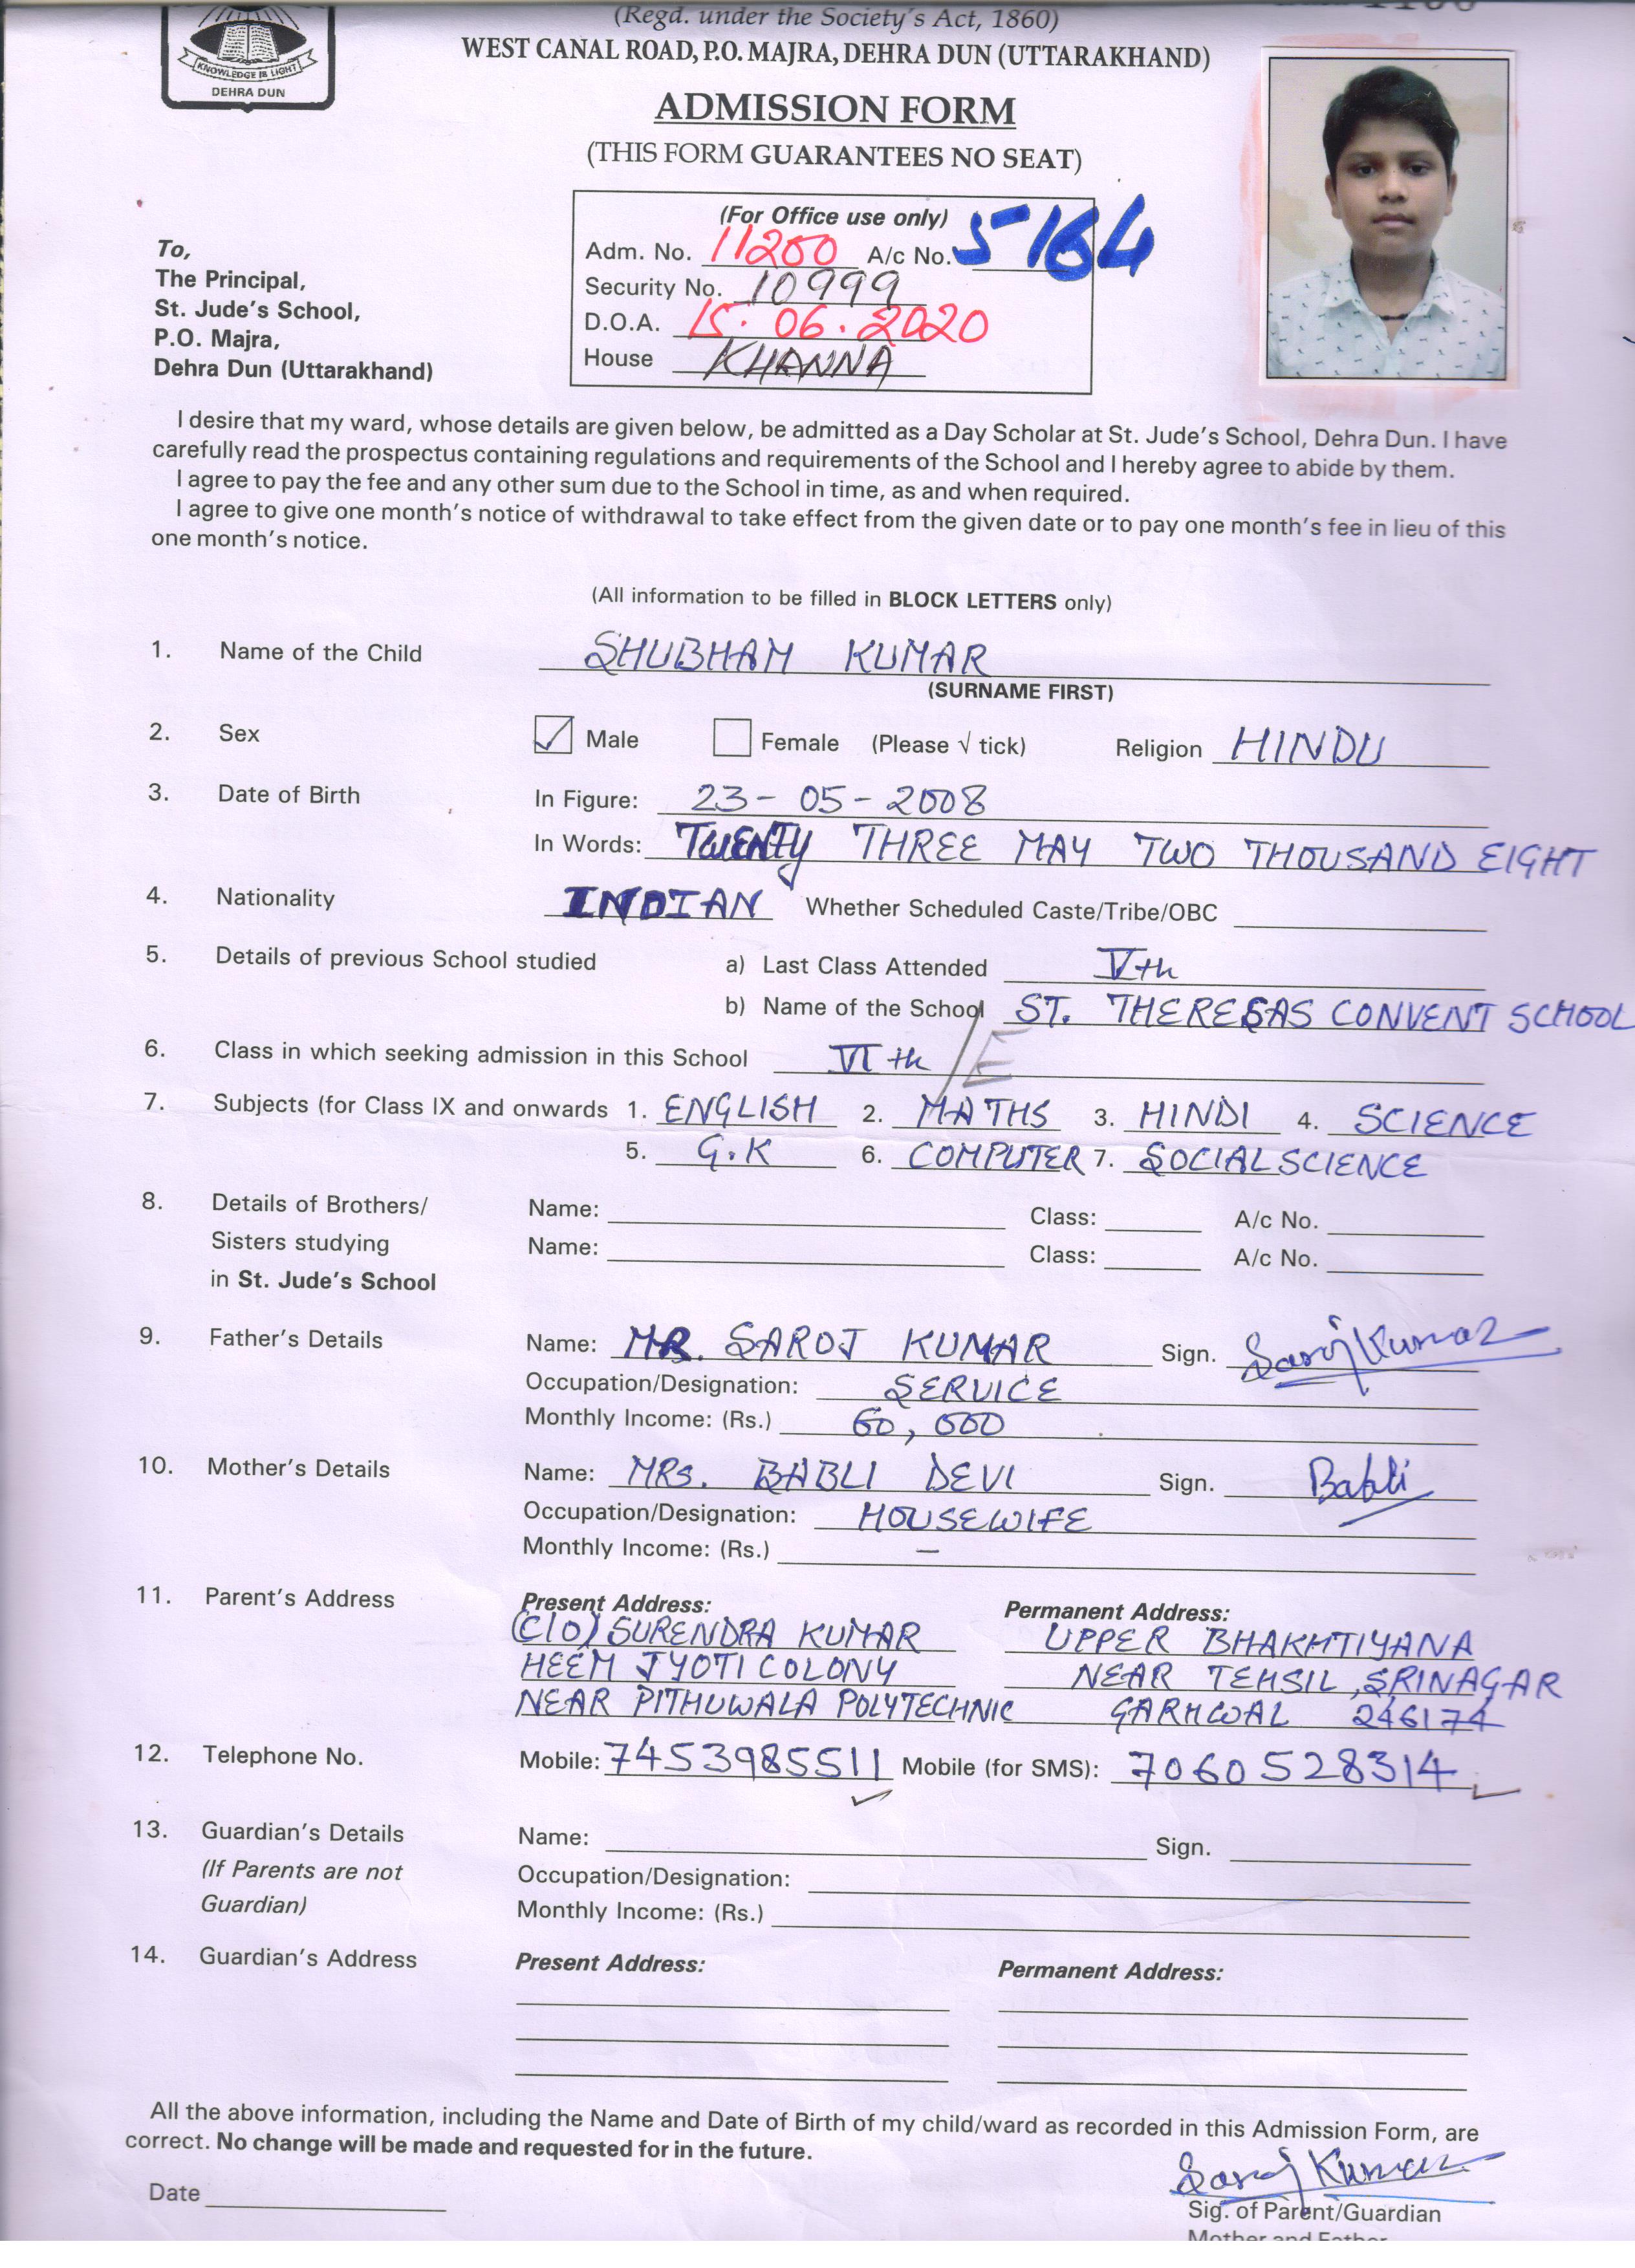 (Regd. under the Society's Act, 1860)
WEST CANAL ROAD, P.O. MAJRA, DEHRA DUN (UTTARAKHAND)
KNOWLEDGE IS LIGHT
DEHRA DUN
ADMISSION FORM
(THIS FORM GUARANTEES NO SEAT)
(For Office use only)
Adm. No. 11200 A/c No. 5164
Security No. 10999
D.O.A. 15.06.2020
House KHANNA
To,
The Principal,
St. Jude's School,
P.O. Majra,
Dehra Dun (Uttarakhand)
I desire that my ward, whose details are given below, be admitted as a Day Scholar at St. Jude's School, Dehra Dun. I have
carefully read the prospectus containing regulations and requirements of the School and I hereby agree to abide by them.
I agree to pay the fee and any other sum due to the School in time, as and when required.
I agree to give one month's notice of withdrawal to take effect from the given date or to pay one month's fee in lieu of this
one month's notice.
(All information to be filled in BLOCK LETTERS only)
1. Name of the Child SHUBHAM KUMAR
(SURNAME FIRST)
2. Sex Male Female (Please √ tick) Religion HINDU
3. Date of Birth In Figure: 23-05-2008
In Words: TWENTY THREE MAY TWO THOUSAND EIGHT
4. Nationality INDIAN Whether Scheduled Caste/Tribe/OBC
5. Details of previous School studied a) Last Class Attended Vth
b) Name of the School ST. THERESAS CONVENT SCHOOL
6. Class in which seeking admission in this School VIth /E
7. Subjects (for Class IX and onwards 1. ENGLISH 2. MATHS 3. HINDI 4. SCIENCE
5. G.K 6. COMPUTER 7. SOCIAL SCIENCE
8. Details of Brothers/ Name: Class: A/c No.
Sisters studying Name: Class: A/c No.
in St. Jude's School
9. Father's Details Name: MR. SAROJ KUMAR Sign. Saroj Kumar
Occupation/Designation: SERVICE
Monthly Income: (Rs.) 60,000
10. Mother's Details Name: MRS. BABLI DEVI Sign. Babli
Occupation/Designation: HOUSEWIFE
Monthly Income: (Rs.) —
11. Parent's Address Present Address: Permanent Address:
(C/O) SURENDRA KUMAR UPPER BHAKHTIYANA
HEEM JYOTI COLONY NEAR TEHSIL, SRINAGAR
NEAR PITHUWALA POLYTECHNIC GARHWAL 246174
12. Telephone No. Mobile: 7453985511 Mobile (for SMS): 7060528314
13. Guardian's Details Name: Sign.
(If Parents are not Occupation/Designation:
Guardian) Monthly Income: (Rs.)
14. Guardian's Address Present Address: Permanent Address:
All the above information, including the Name and Date of Birth of my child/ward as recorded in this Admission Form, are
correct. No change will be made and requested for in the future.
Saroj Kumar
Date
Sig. of Parent/Guardian
Mother and Father